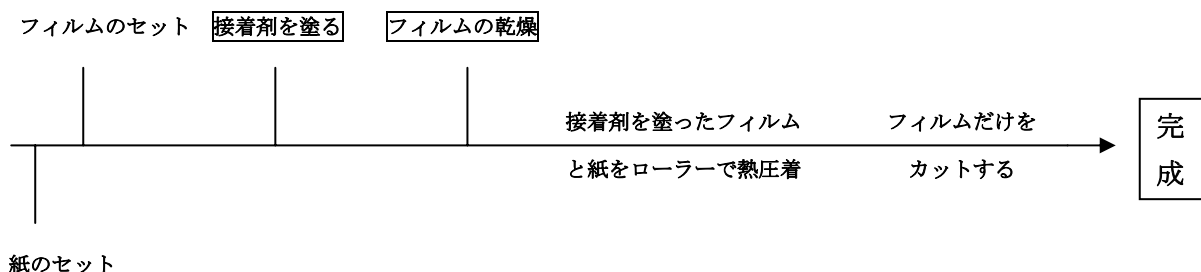 フィルムのセット 接着剤を塗る フィルムの乾燥
接着剤を塗ったフィルム フィルムだけを
と紙をローラーで熱圧着 カットする
完
成
紙のセット